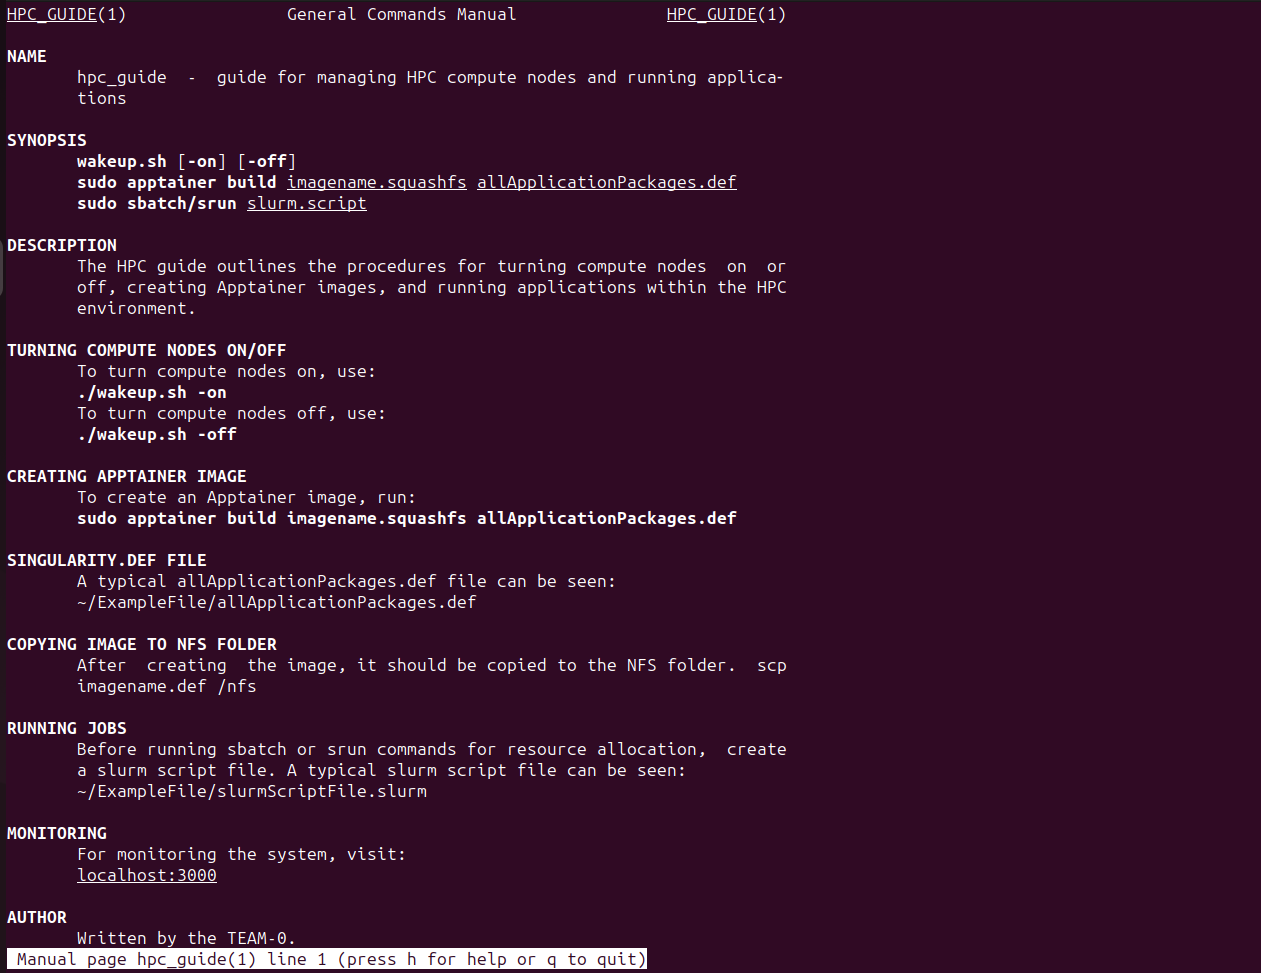 HPC_GUIDE(1)                General Commands Manual               HPC_GUIDE(1)
NAME
hpc_guide  -  guide for managing HPC compute nodes and running applica-
tions
SYNOPSIS
wakeup.sh [-on] [-off]
sudo apptainer build imagename.squashfs allApplicationPackages.def
sudo sbatch/srun slurm.script
DESCRIPTION
The HPC guide outlines the procedures for turning compute nodes  on  or
off, creating Apptainer images, and running applications within the HPC
environment.
TURNING COMPUTE NODES ON/OFF
To turn compute nodes on, use:
./wakeup.sh -on
To turn compute nodes off, use:
./wakeup.sh -off
CREATING APPTAINER IMAGE
To create an Apptainer image, run:
sudo apptainer build imagename.squashfs allApplicationPackages.def
SINGULARITY.DEF FILE
A typical allApplicationPackages.def file can be seen:
~/ExampleFile/allApplicationPackages.def
COPYING IMAGE TO NFS FOLDER
After  creating  the image, it should be copied to the NFS folder.  scp
imagename.def /nfs
RUNNING JOBS
Before running sbatch or srun commands for resource allocation,  create
a slurm script file. A typical slurm script file can be seen:
~/ExampleFile/slurmScriptFile.slurm
MONITORING
For monitoring the system, visit:
localhost:3000
AUTHOR
Written by the TEAM-0.
Manual page hpc_guide(1) line 1 (press h for help or q to quit)